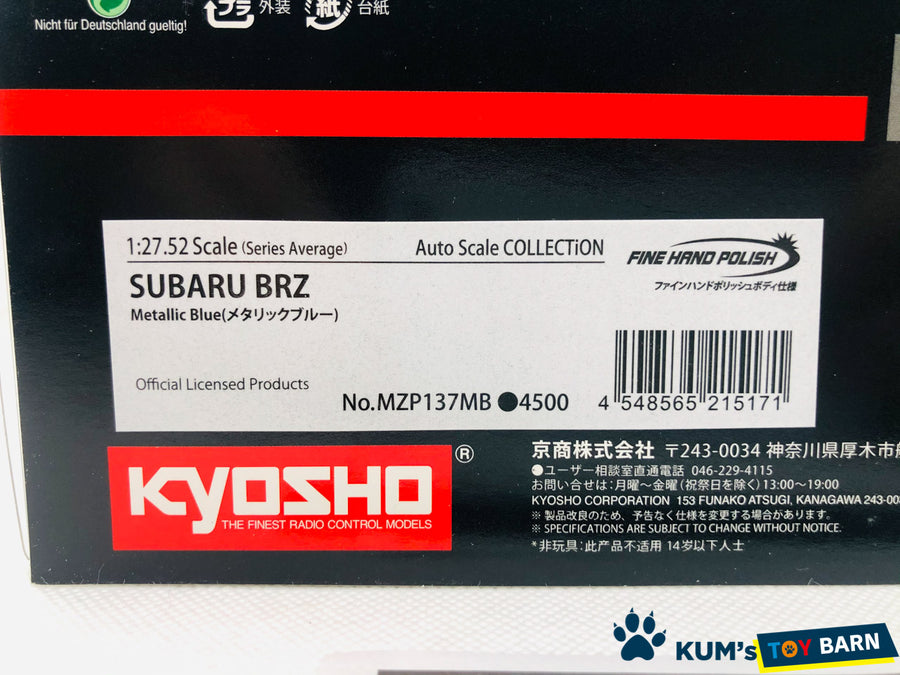 Nicht für Deutschland gueltig!
プラ 外装
紙 台紙
1:27.52 Scale (Series Average)
Auto Scale COLLECTiON
SUBARU BRZ
Metallic Blue(メタリックブルー)
FINE HAND POLISH
ファインハンドポリッシュボディ仕様
Official Licensed Products
No.MZP137MB ●4500
4 548565 215171
KYOSHO ®
THE FINEST RADIO CONTROL MODELS
京商株式会社 〒243-0034 神奈川県厚木市船
●ユーザー相談室直通電話 046-229-4115
お問い合せは:月曜〜金曜(祝祭日を除く)13:00〜19:00
KYOSHO CORPORATION 153 FUNAKO ATSUGI, KANAGAWA 243-003
※ 製品改良のため、予告なく仕様を変更する場合があります。
※ SPECIFICATIONS ARE SUBJECT TO CHANGE WITHOUT NOTICE.
*非玩具:此产品不适用 14岁以下人士
KUM's TOY BARN